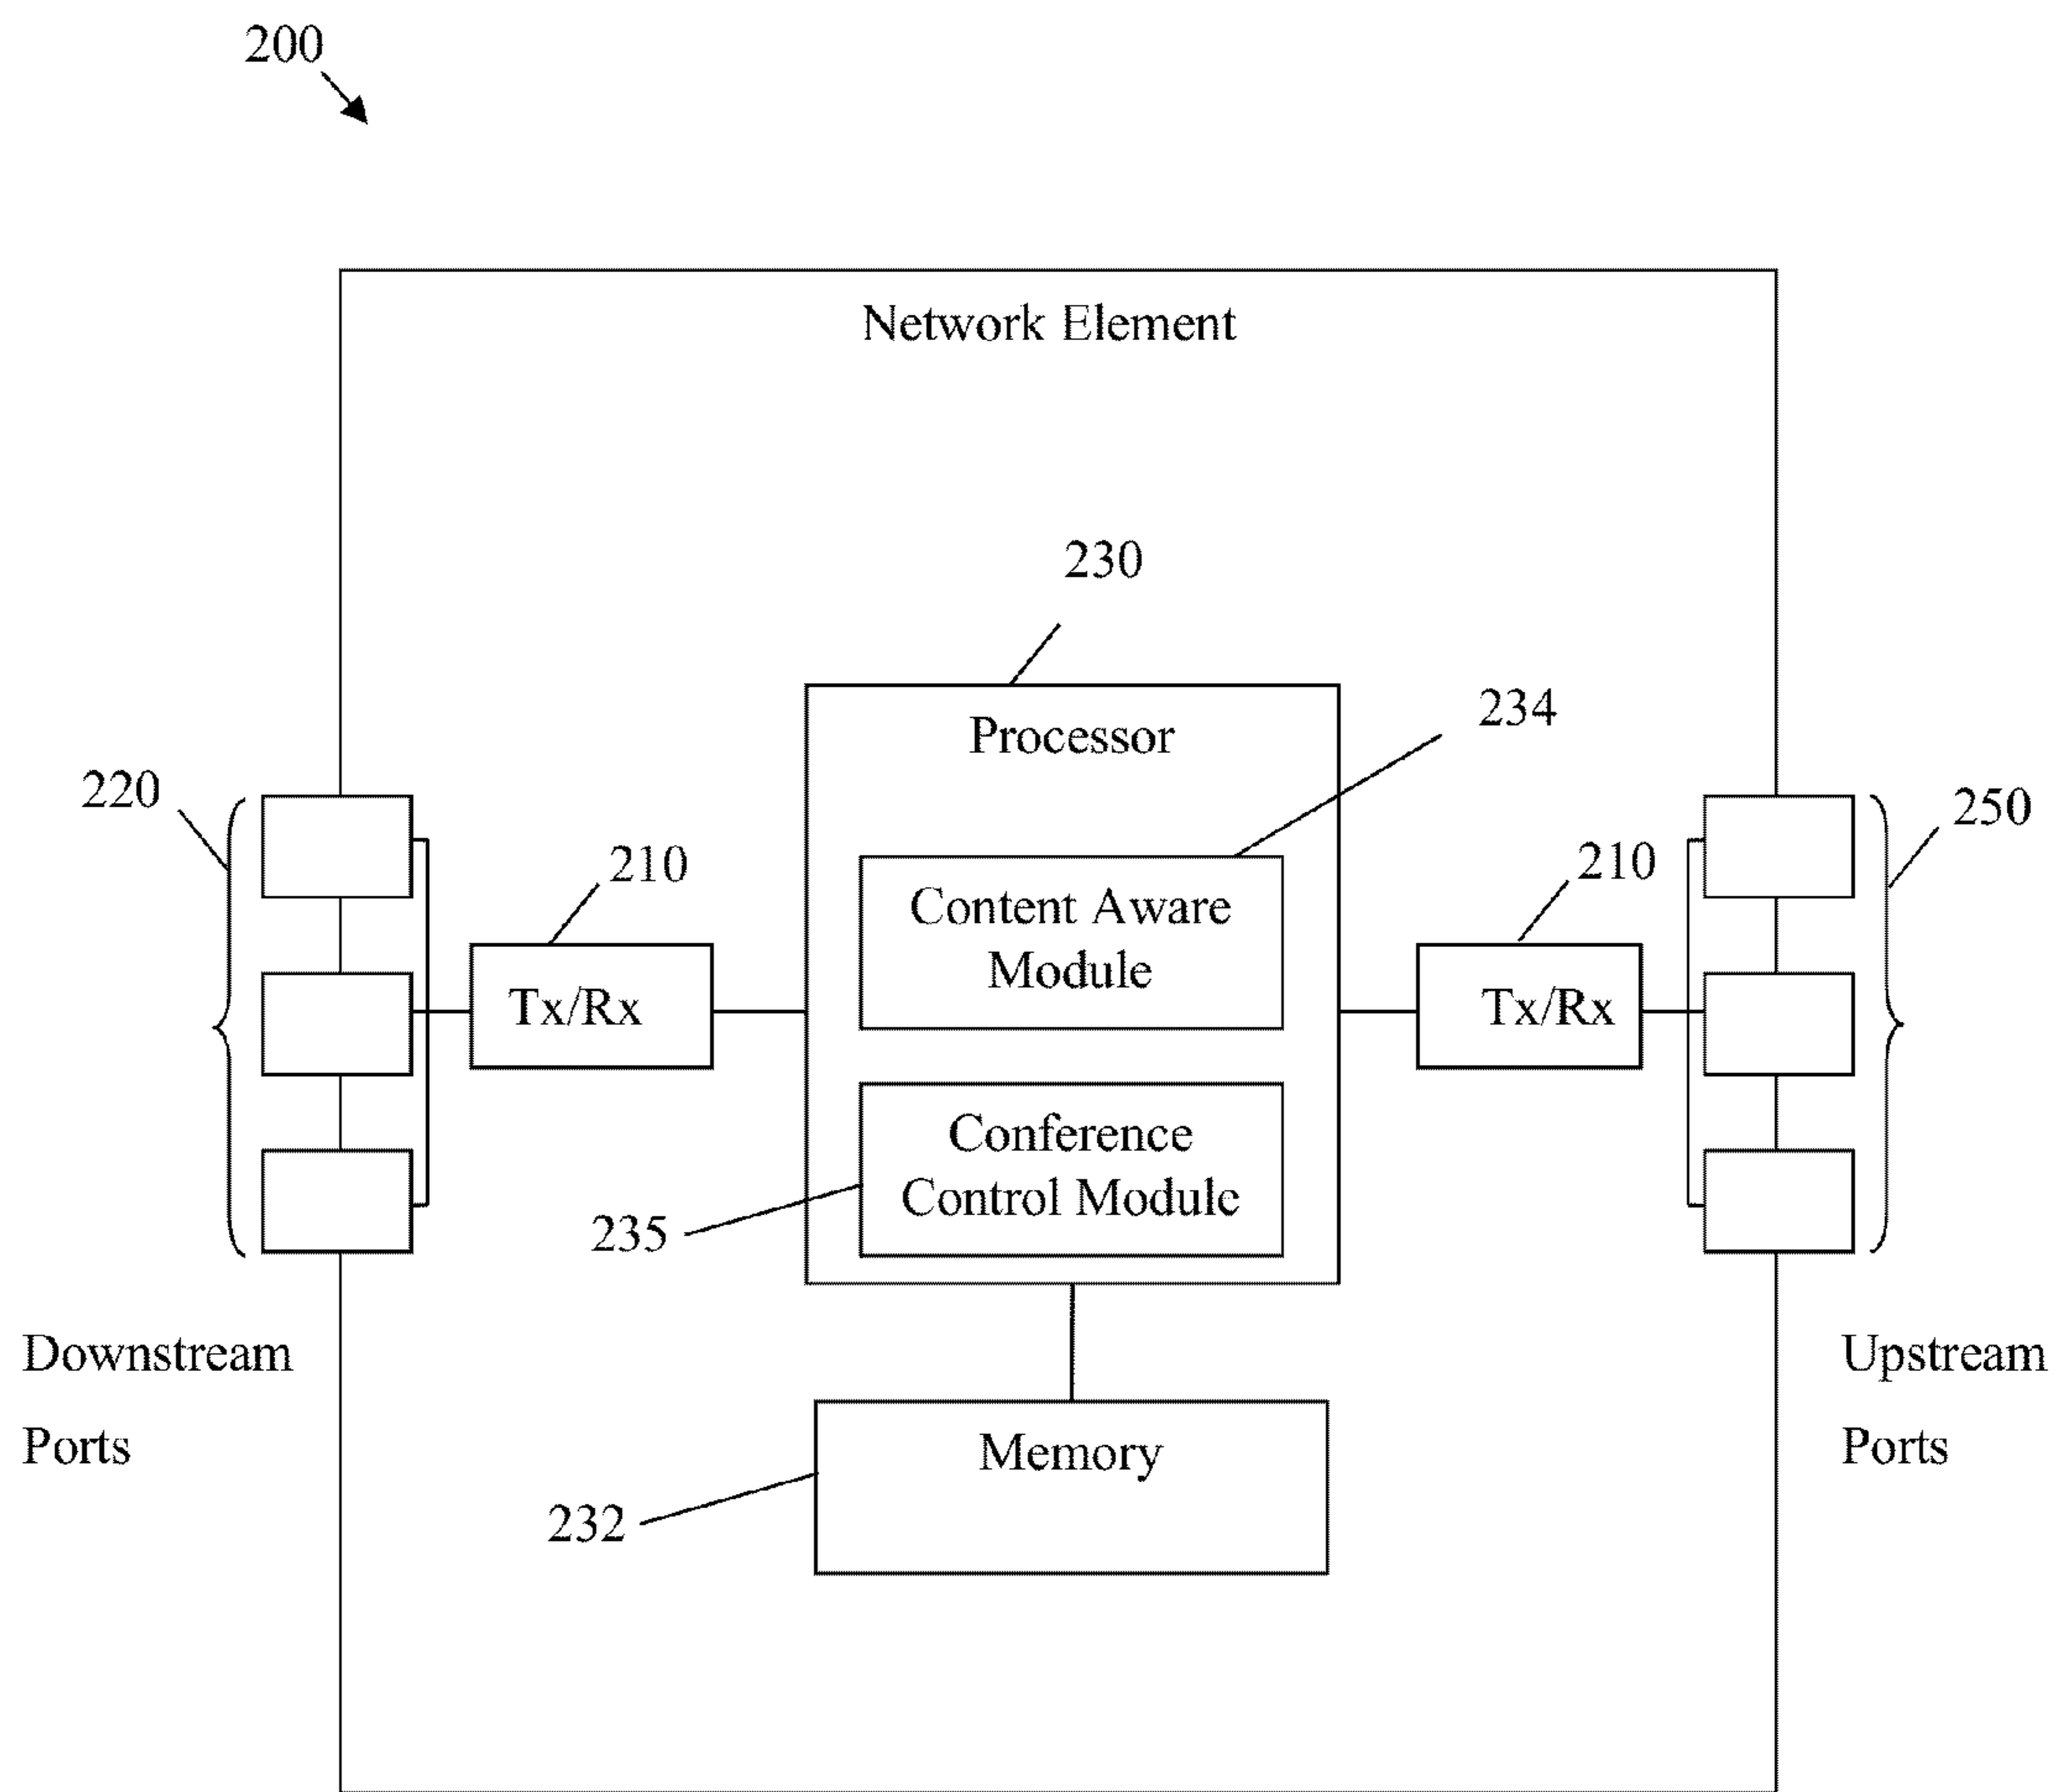 200
Network Element
230
Processor
234
220
250
210
210
Content Aware
Module
Tx/Rx
Tx/Rx
Conference
Control Module
235
Downstream
Ports
Upstream
Ports
Memory
232